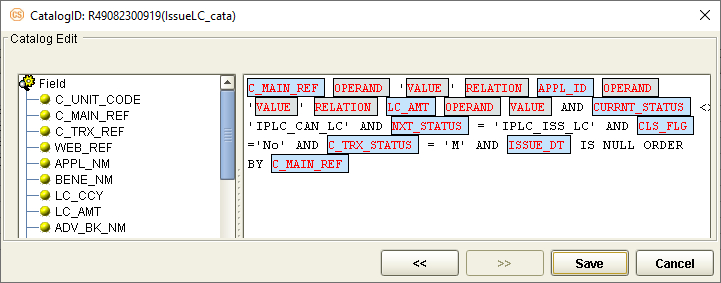 CatalogID: R49082300919(IssueLC_cata)
Catalog Edit
Field
C_UNIT_CODE
C_MAIN_REF
C_TRX_REF
WEB_REF
APPL_NM
BENE_NM
LC_CCY
LC_AMT
ADV_BK_NM
C_MAIN_REF OPERAND 'VALUE' RELATION APPL_ID OPERAND
'VALUE' RELATION LC_AMT OPERAND VALUE AND CURRNT_STATUS <>
'IPLC_CAN_LC' AND NXT_STATUS = 'IPLC_ISS_LC' AND CLS_FLG
='No' AND C_TRX_STATUS = 'M' AND ISSUE_DT IS NULL ORDER
BY C_MAIN_REF
<< >> Save Cancel